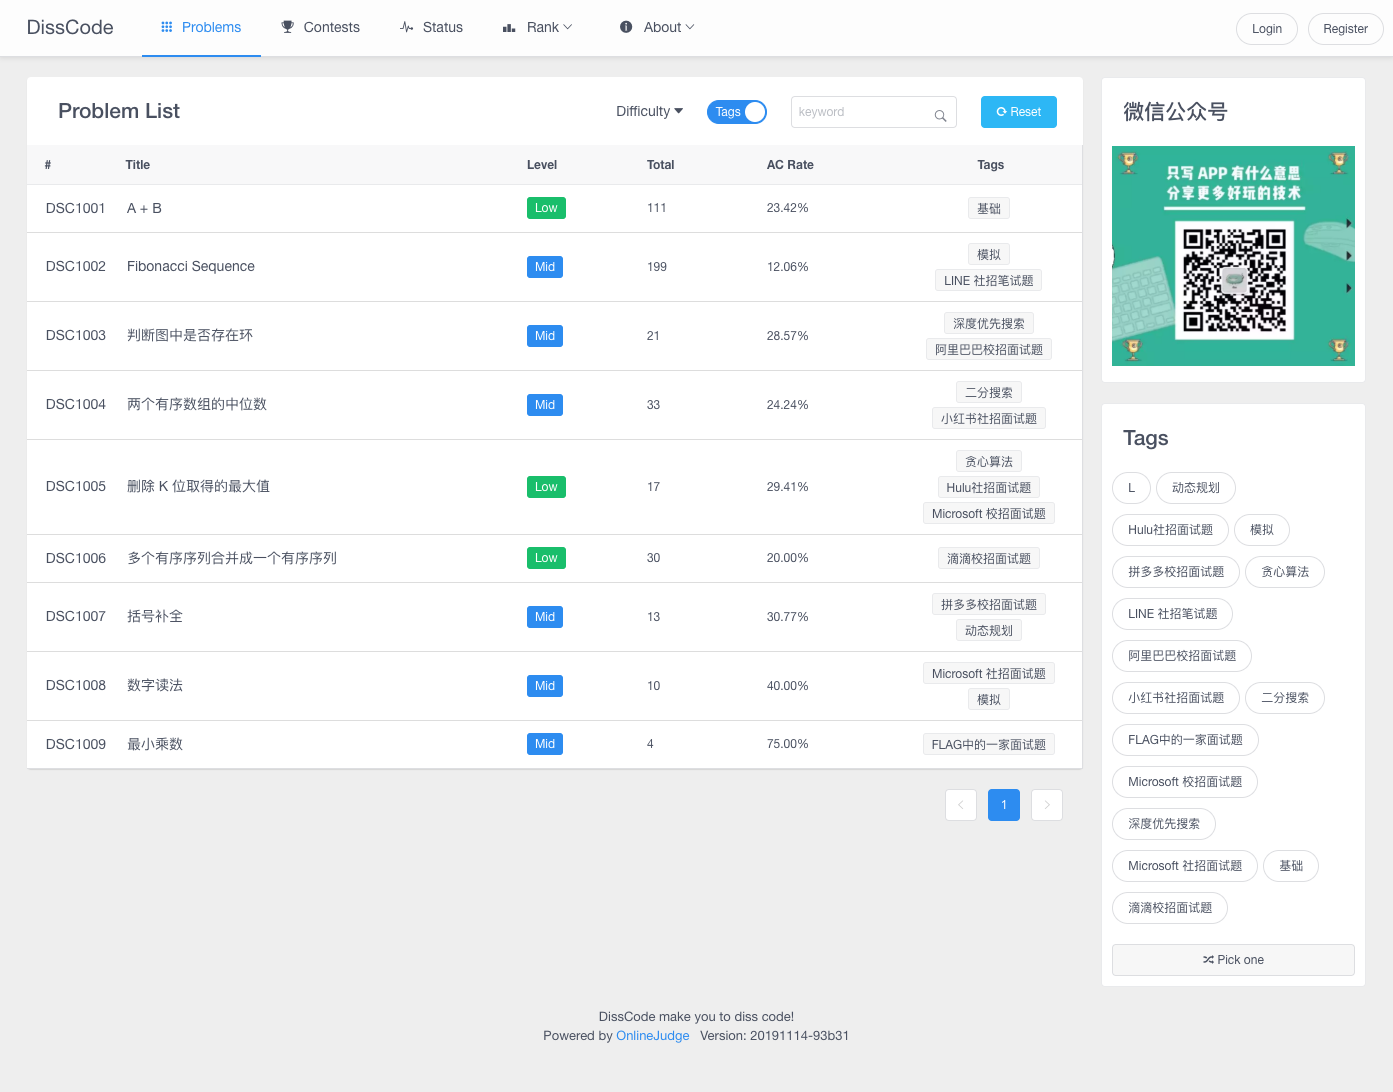 DissCode Problems Contests Status Rank About Login Register
Problem List Difficulty Tags keyword Reset
# Title Level Total AC Rate Tags
DSC1001 A + B Low 111 23.42% 基础
DSC1002 Fibonacci Sequence Mid 199 12.06% 模拟
LINE 社招笔试题
DSC1003 判断图中是否存在环 Mid 21 28.57% 深度优先搜索
阿里巴巴校招面试题
DSC1004 两个有序数组的中位数 Mid 33 24.24% 二分搜索
小红书社招面试题
DSC1005 删除 K 位取得的最大值 Low 17 29.41% 贪心算法
Hulu社招面试题
Microsoft 校招面试题
DSC1006 多个有序序列合并成一个有序序列 Low 30 20.00% 滴滴校招面试题
DSC1007 括号补全 Mid 13 30.77% 拼多多校招面试题
动态规划
DSC1008 数字读法 Mid 10 40.00% Microsoft 社招面试题
模拟
DSC1009 最小乘数 Mid 4 75.00% FLAG中的一家面试题
1
微信公众号
只写 APP 有什么意思
分享更多好玩的技术
Tags
L 动态规划
Hulu社招面试题 模拟
拼多多校招面试题 贪心算法
LINE 社招笔试题
阿里巴巴校招面试题
小红书社招面试题 二分搜索
FLAG中的一家面试题
Microsoft 校招面试题
深度优先搜索
Microsoft 社招面试题 基础
滴滴校招面试题
Pick one
DissCode make you to diss code!
Powered by OnlineJudge Version: 20191114-93b31